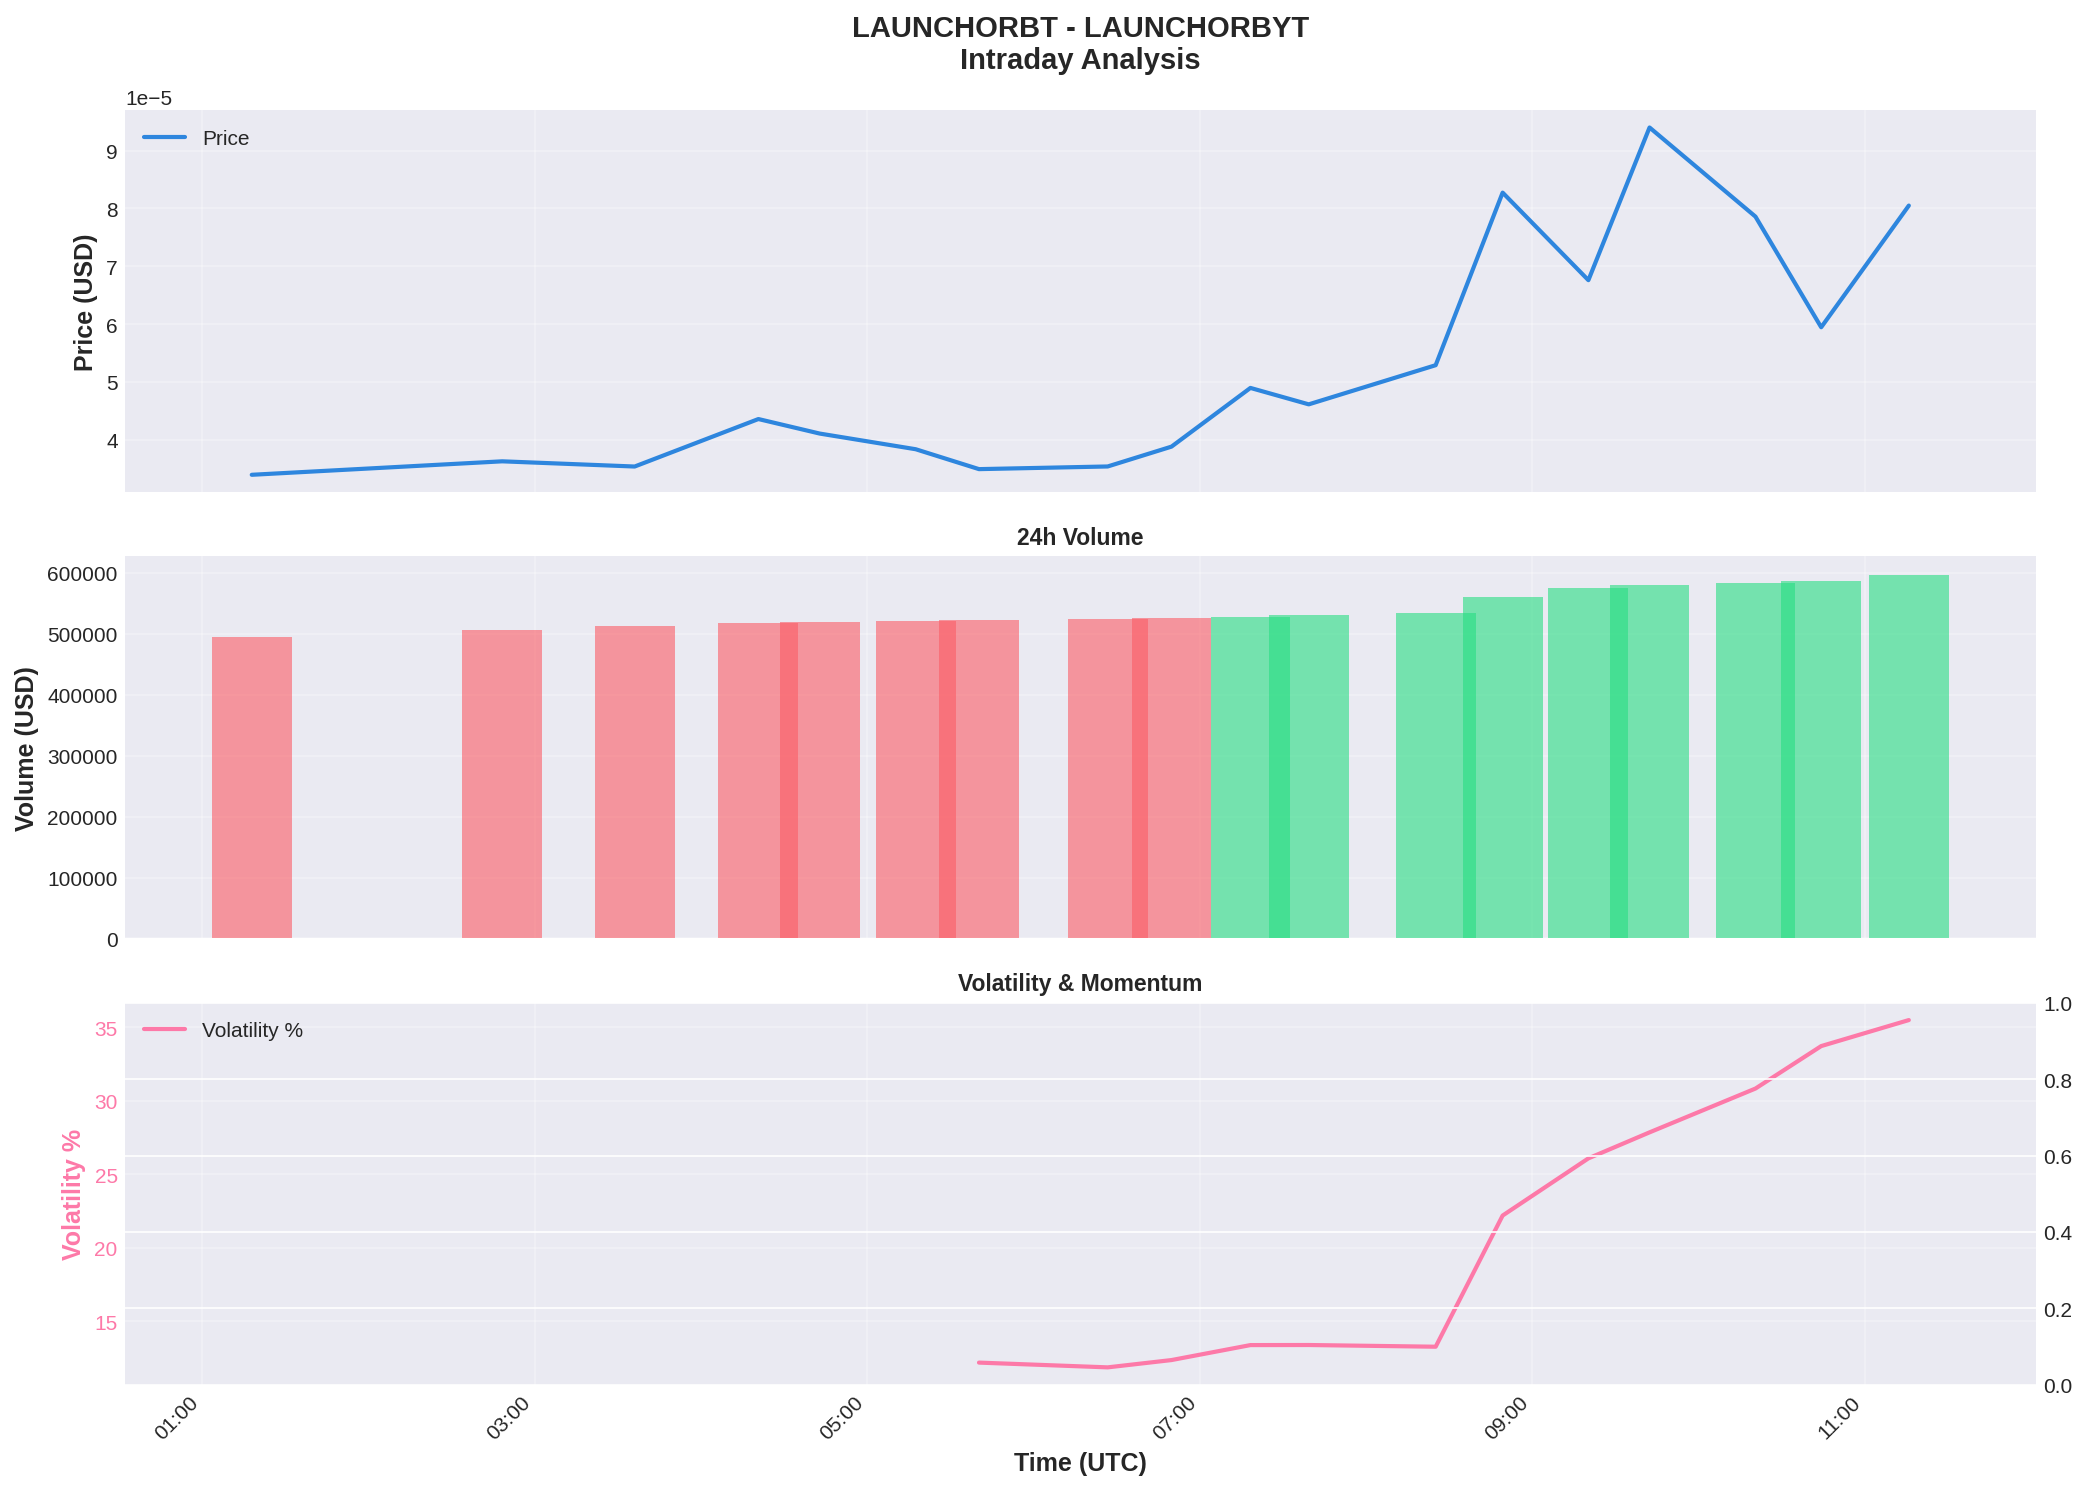 LAUNCHORBT - LAUNCHORBYT
Intraday Analysis
1e−5
Price
9
8
7
6
5
4
Price (USD)
24h Volume
600000
500000
400000
300000
200000
100000
0
Volume (USD)
Volatility & Momentum
Volatility %
35
30
25
20
15
Volatility %
1.0
0.8
0.6
0.4
0.2
0.0
01:00
03:00
05:00
07:00
09:00
11:00
Time (UTC)